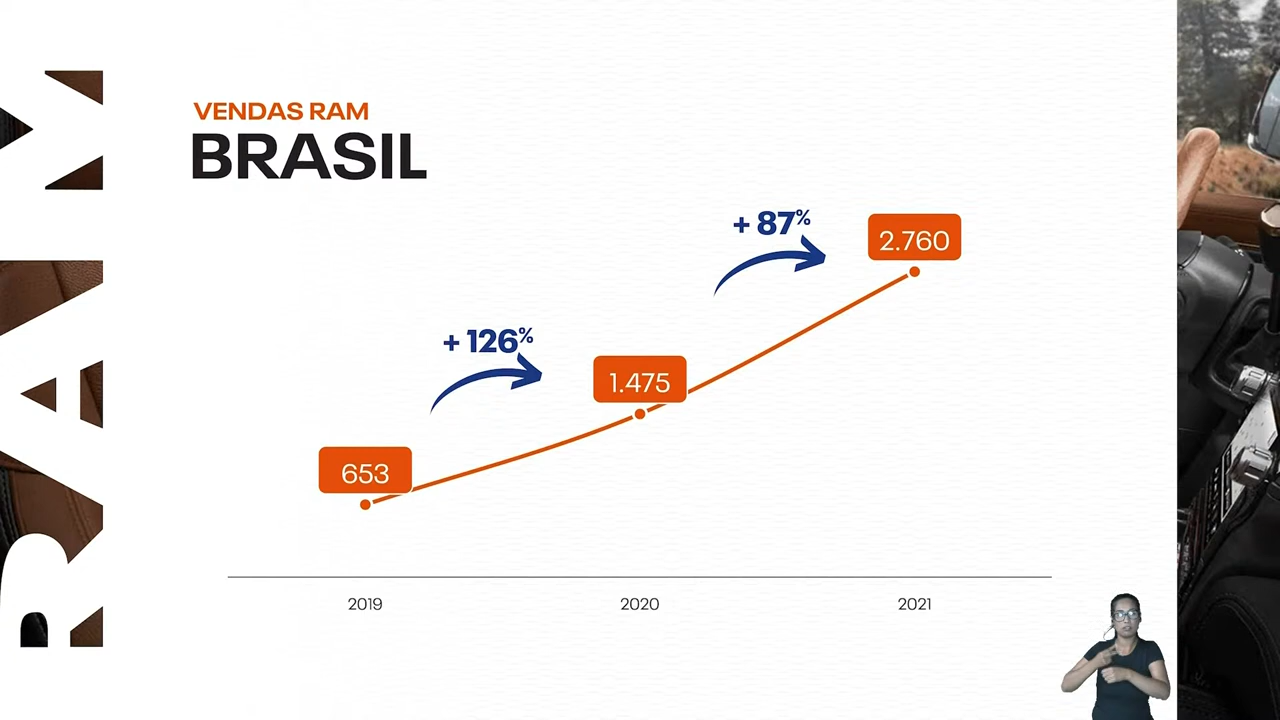 RAM
VENDAS RAM
BRASIL
+ 87%
2.760
+ 126%
1.475
653
2019 2020 2021